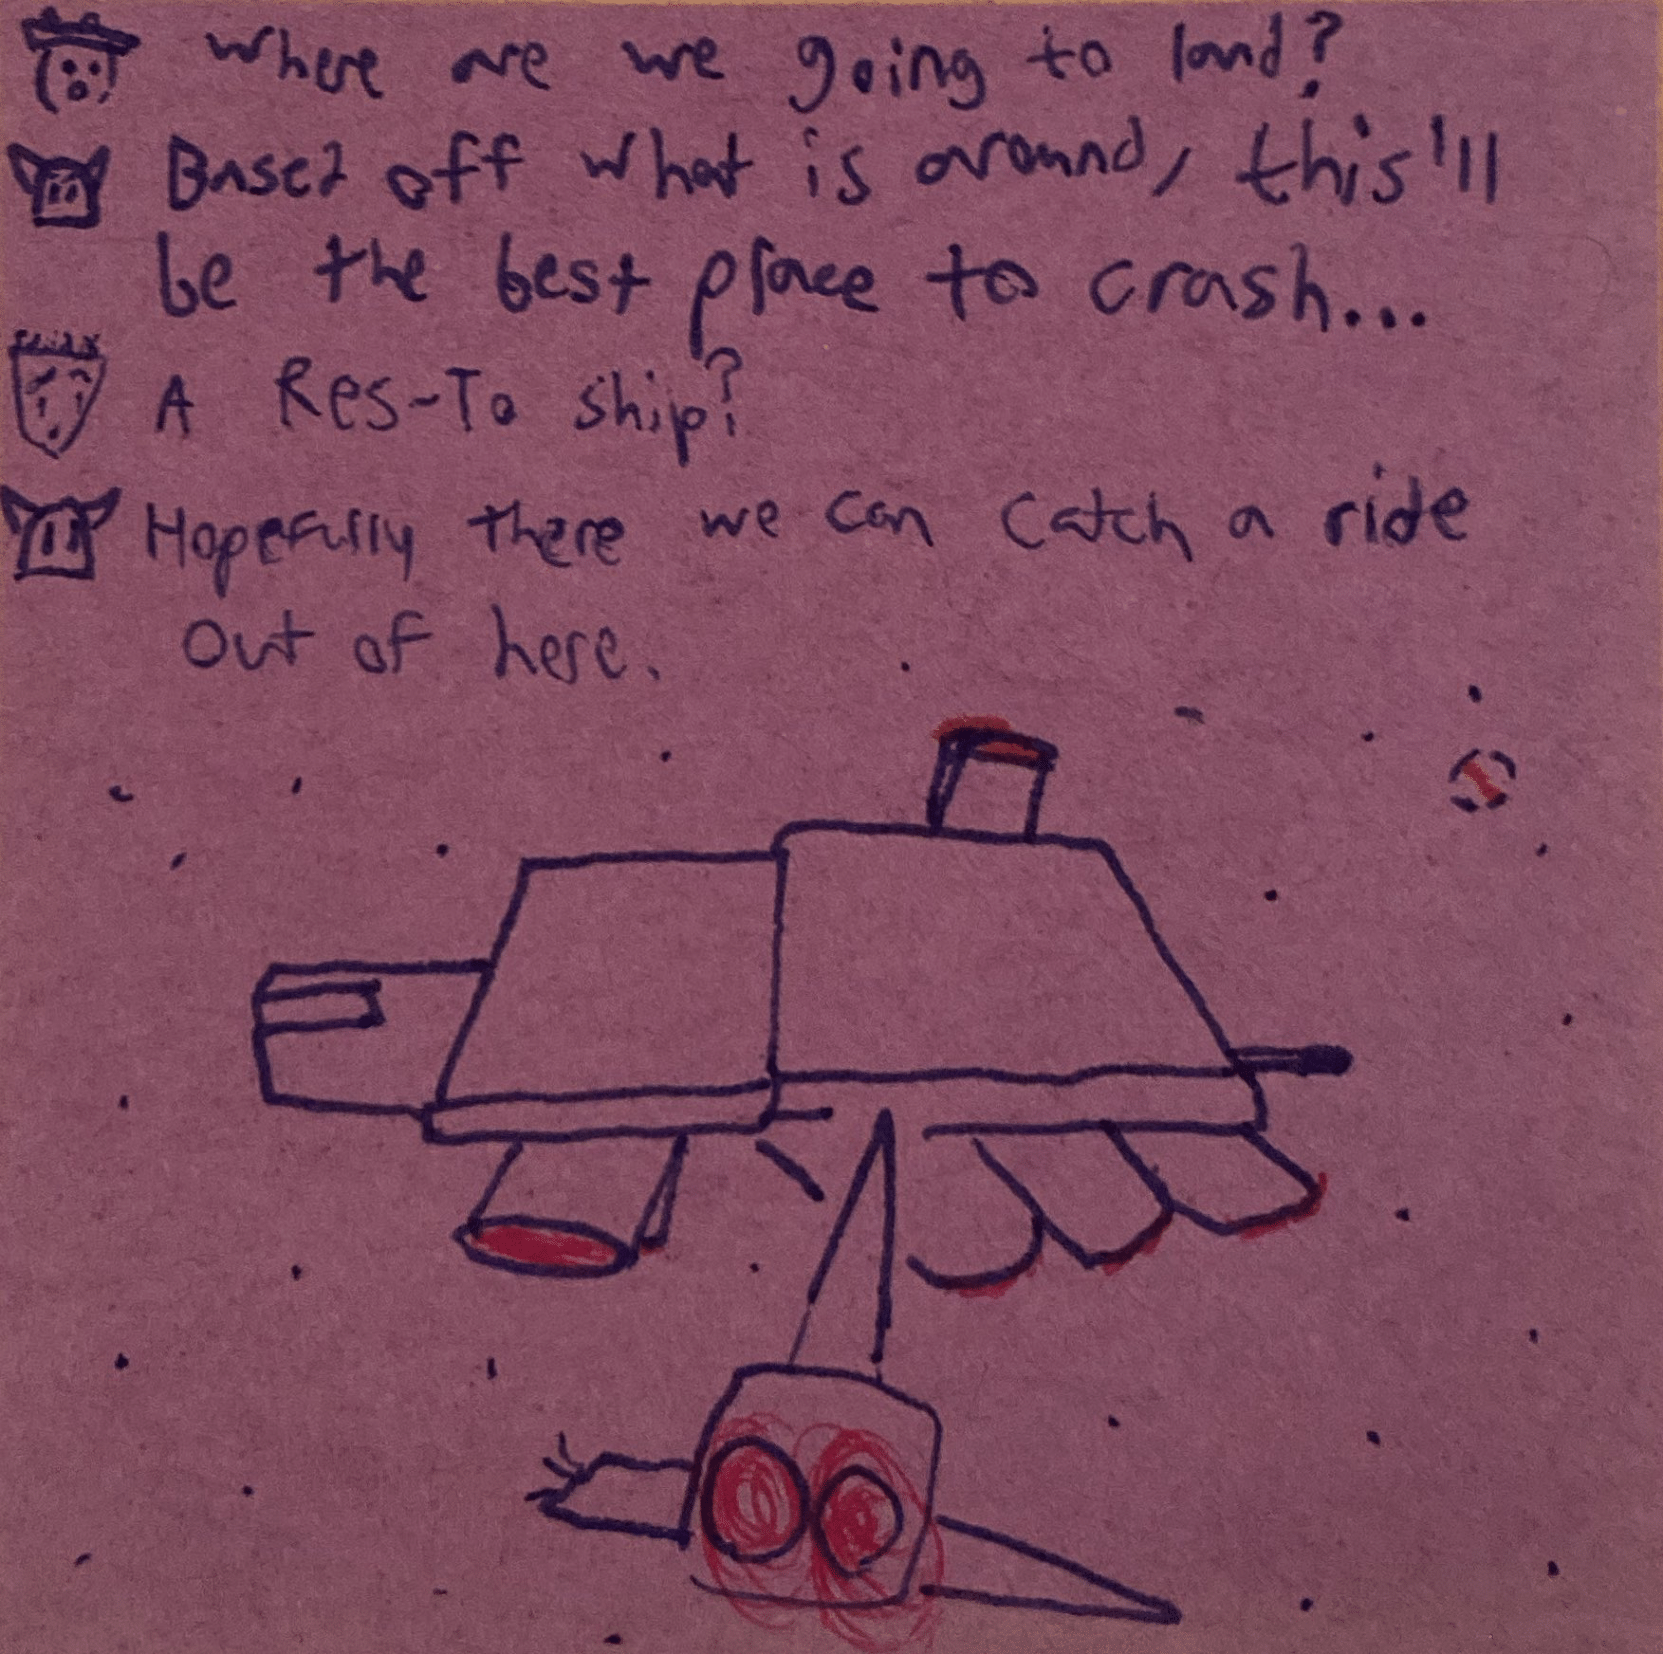 Where are we going to land?
Based off what is around, this'll
be the best place to crash...
A Res-To ship?
Hopefully there we can catch a ride
out of here.